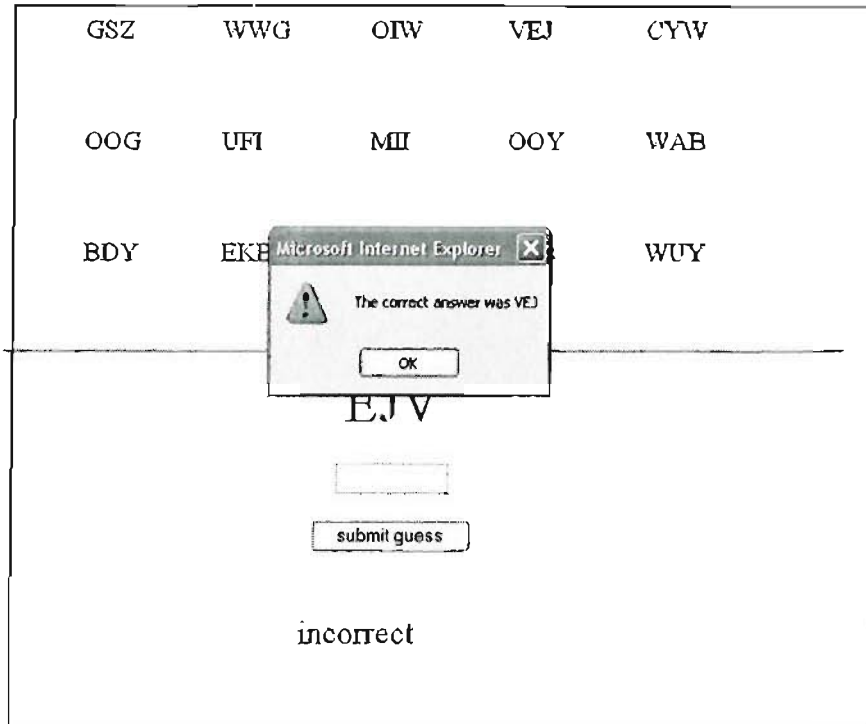 GSZ WWG OIW VEJ CYW
OOG UFI MII OOY WAB
BDY WUY
Microsoft Internet Explorer
The correct answer was VEJ
OK
EJV
submit guess
incorrect